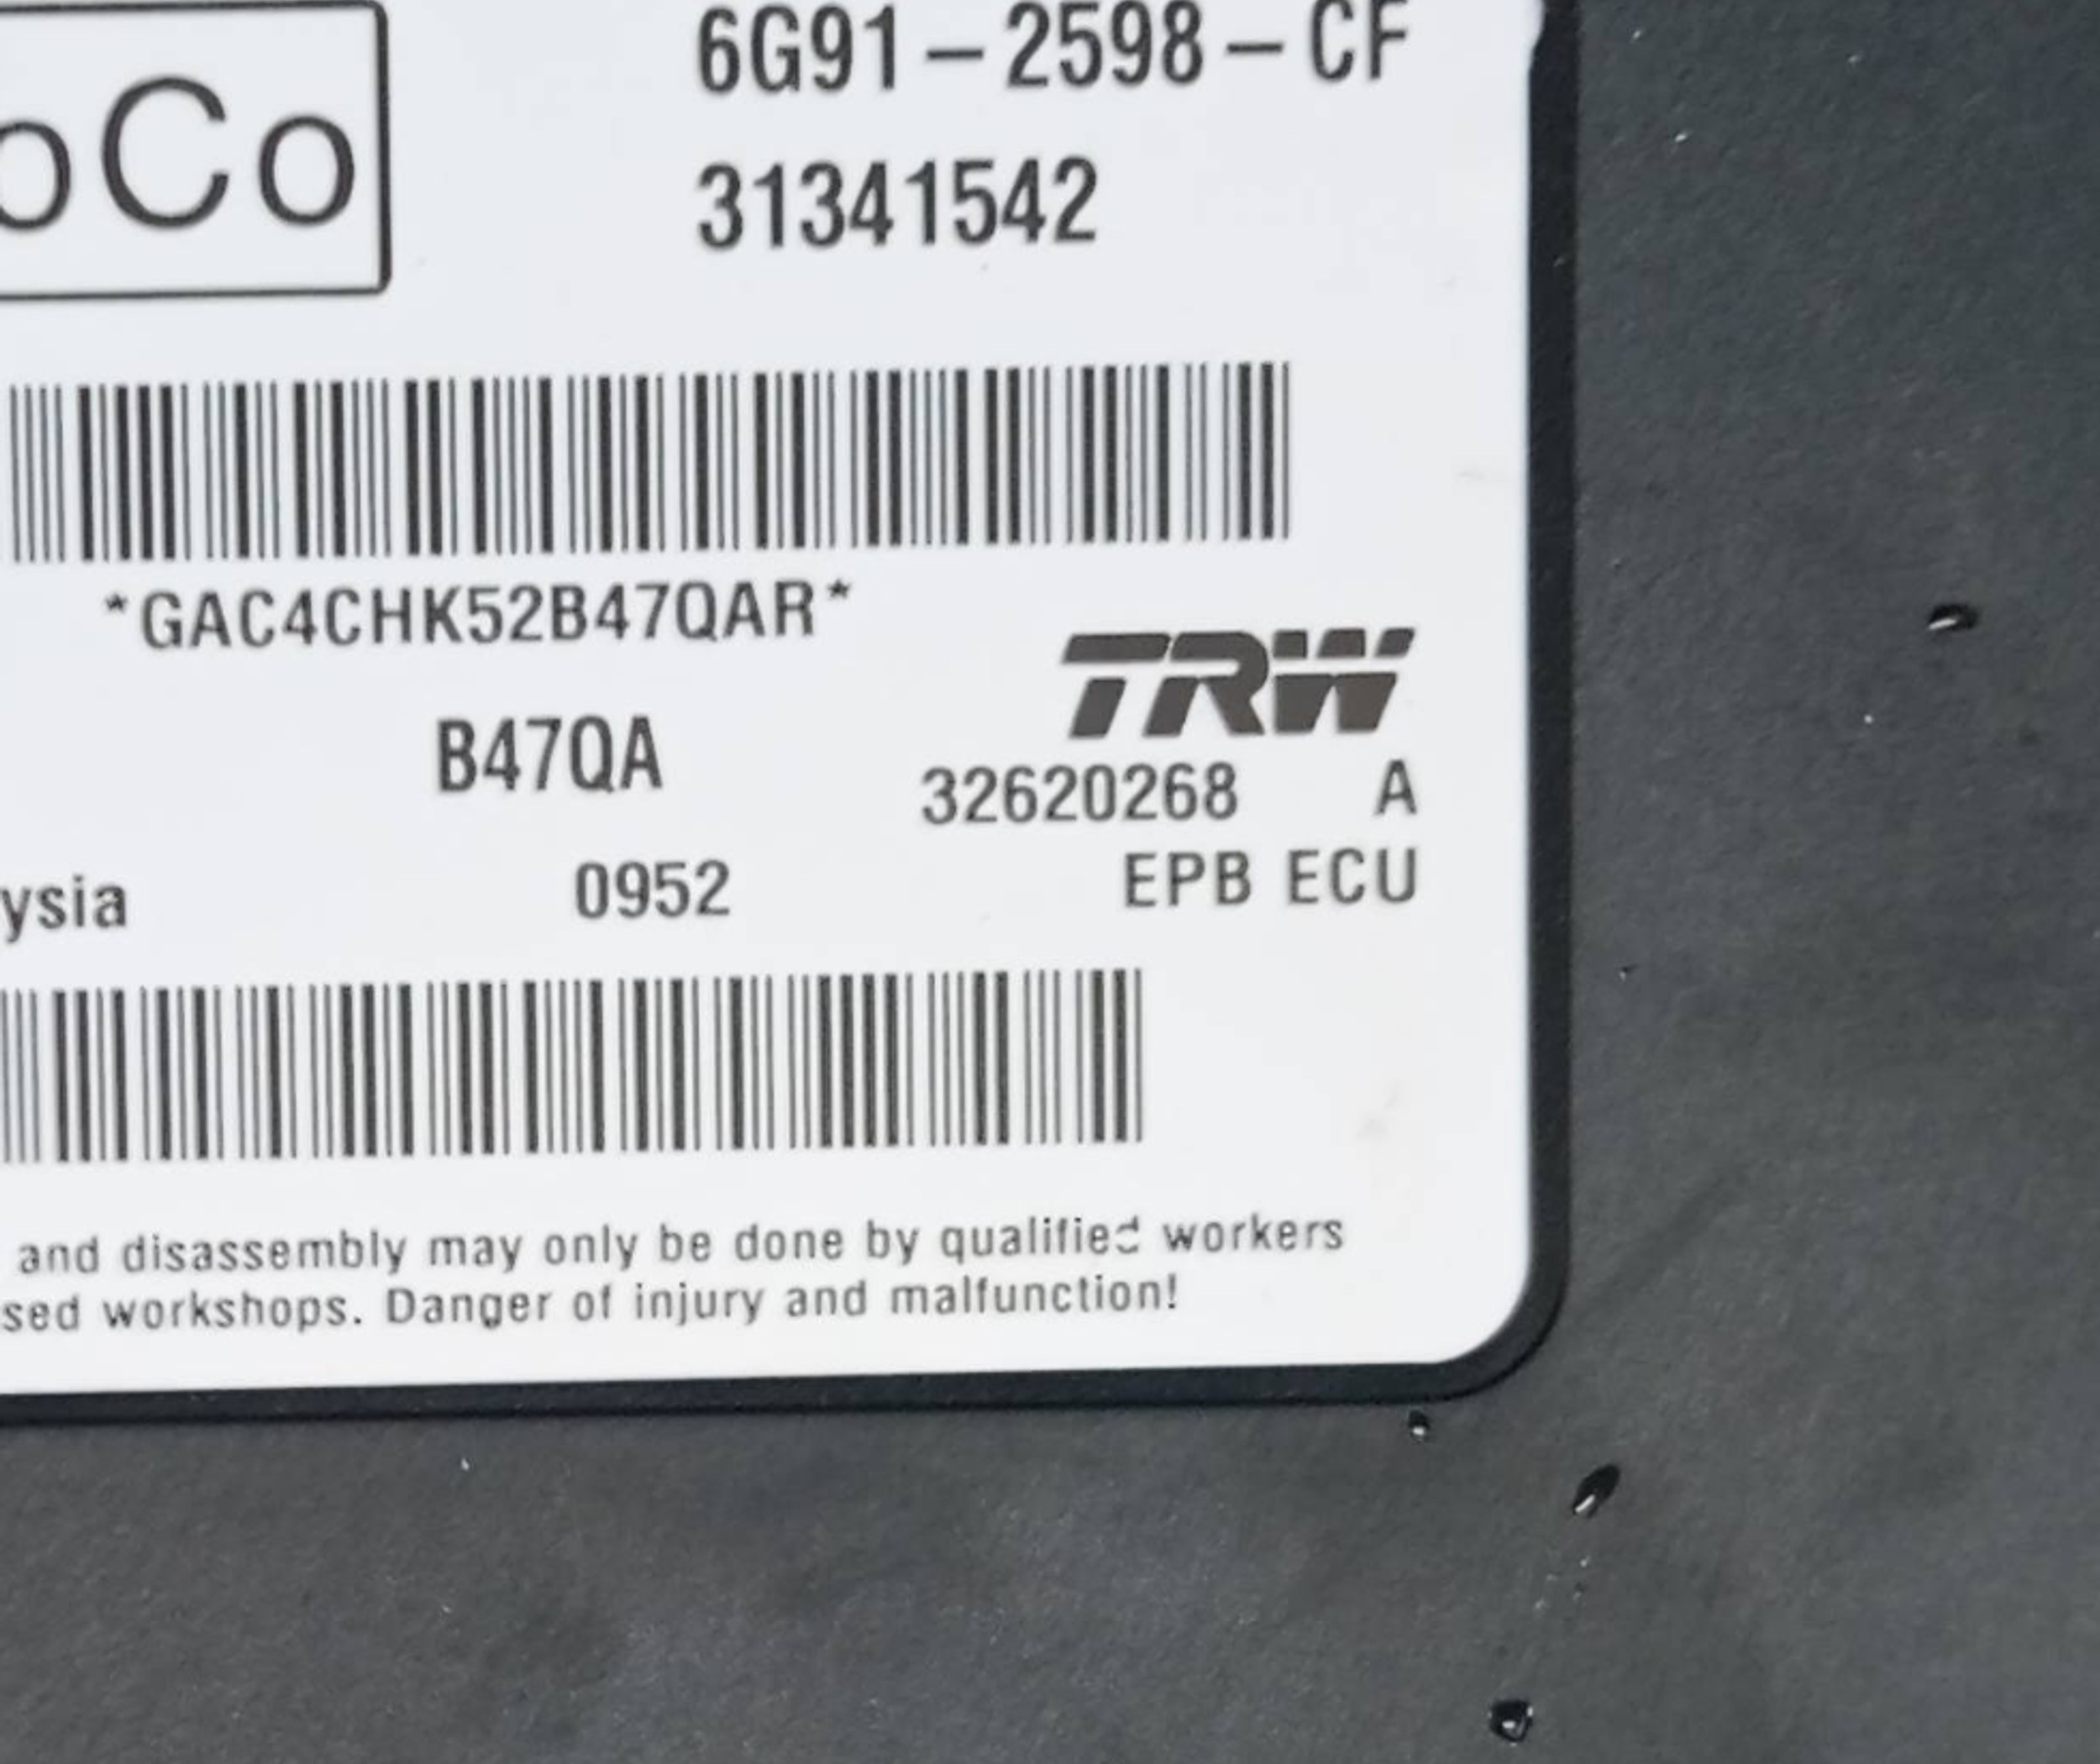 6G91-2598-CF
oCo
31341542
*GAC4CHK52B47QAR*
TRW
B47QA
32620268 A
ysia 0952 EPB ECU
and disassembly may only be done by qualified workers
sed workshops. Danger of injury and malfunction!